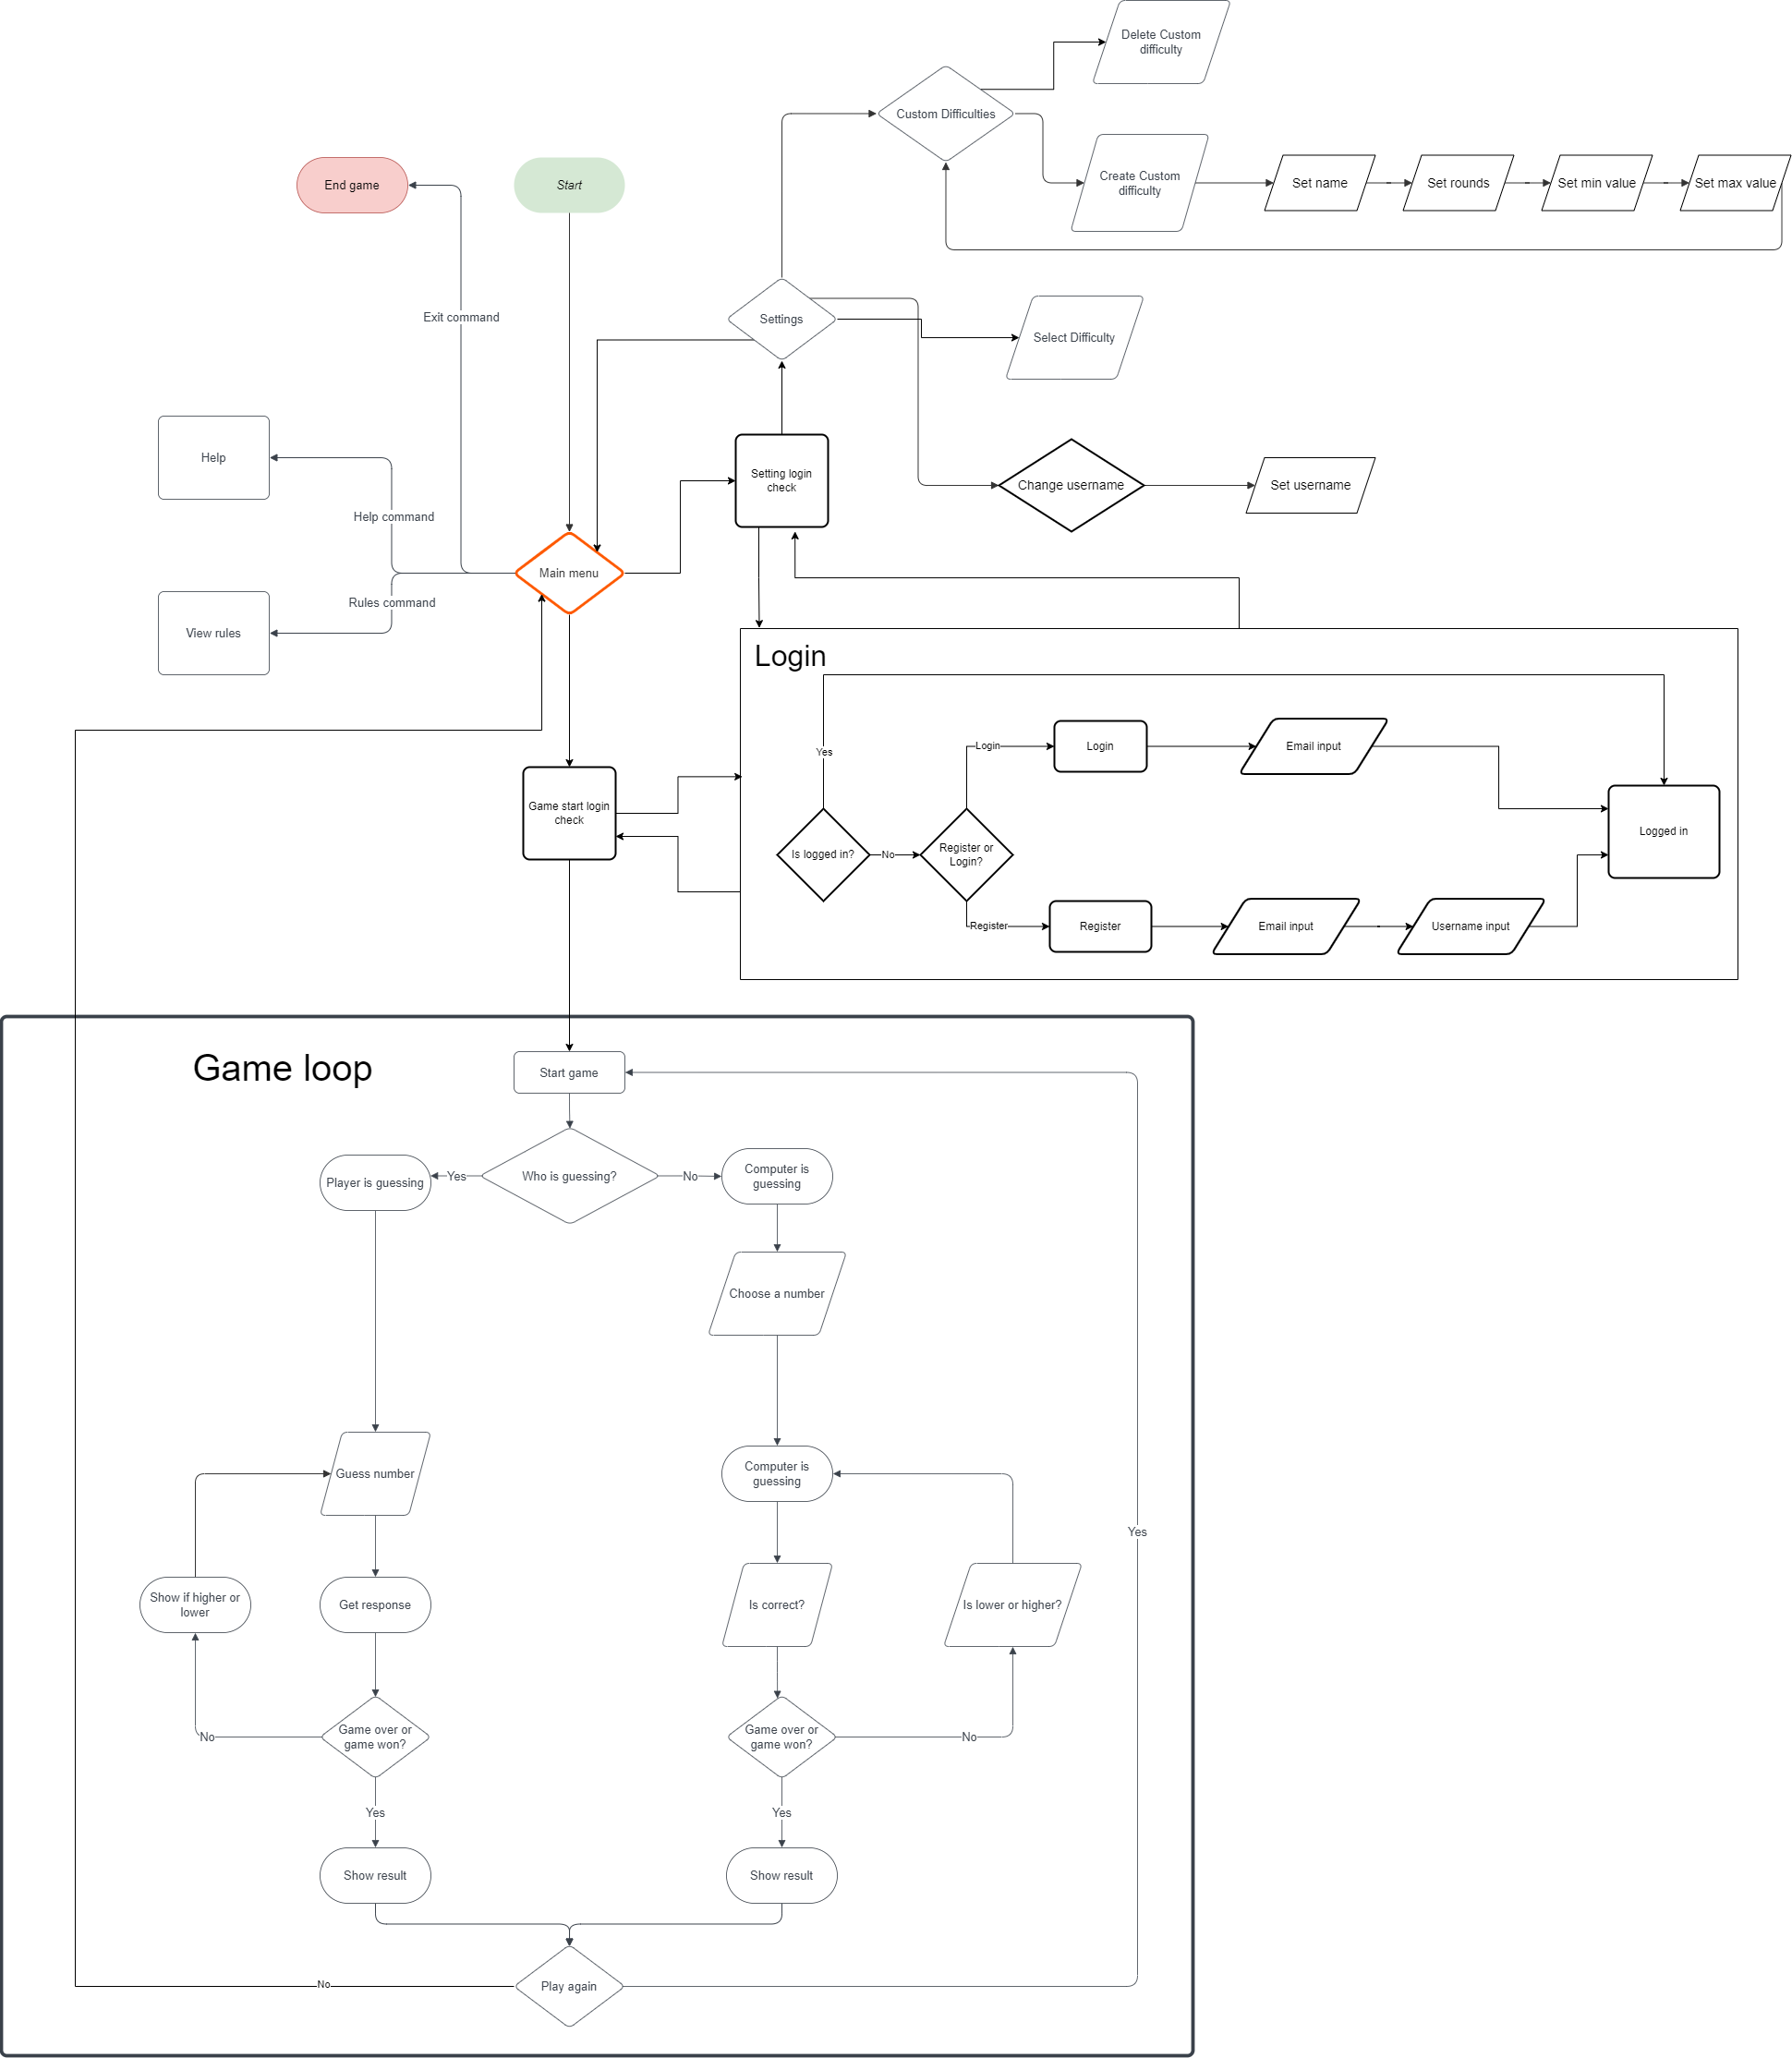 Delete Custom
difficulty
Custom Difficulties
Create Custom
difficulty
Set name
Set rounds
Set min value
Set max value
End game
Start
Exit command
Settings
Select Difficulty
Help
Setting login
check
Change username
Set username
Help command
Main menu
Rules command
View rules
Login
Yes
Login
Login
Email input
Game start login
check
Is logged in?
No
Register or
Login?
Logged in
Register
Register
Email input
Username input
Game loop
Start game
Player is guessing
Yes
Who is guessing?
No
Computer is
guessing
Choose a number
Guess number
Computer is
guessing
Yes
Show if higher or
lower
Get response
Is correct?
Is lower or higher?
No
Game over or
game won?
Game over or
game won?
No
Yes
Yes
Show result
Show result
No
Play again